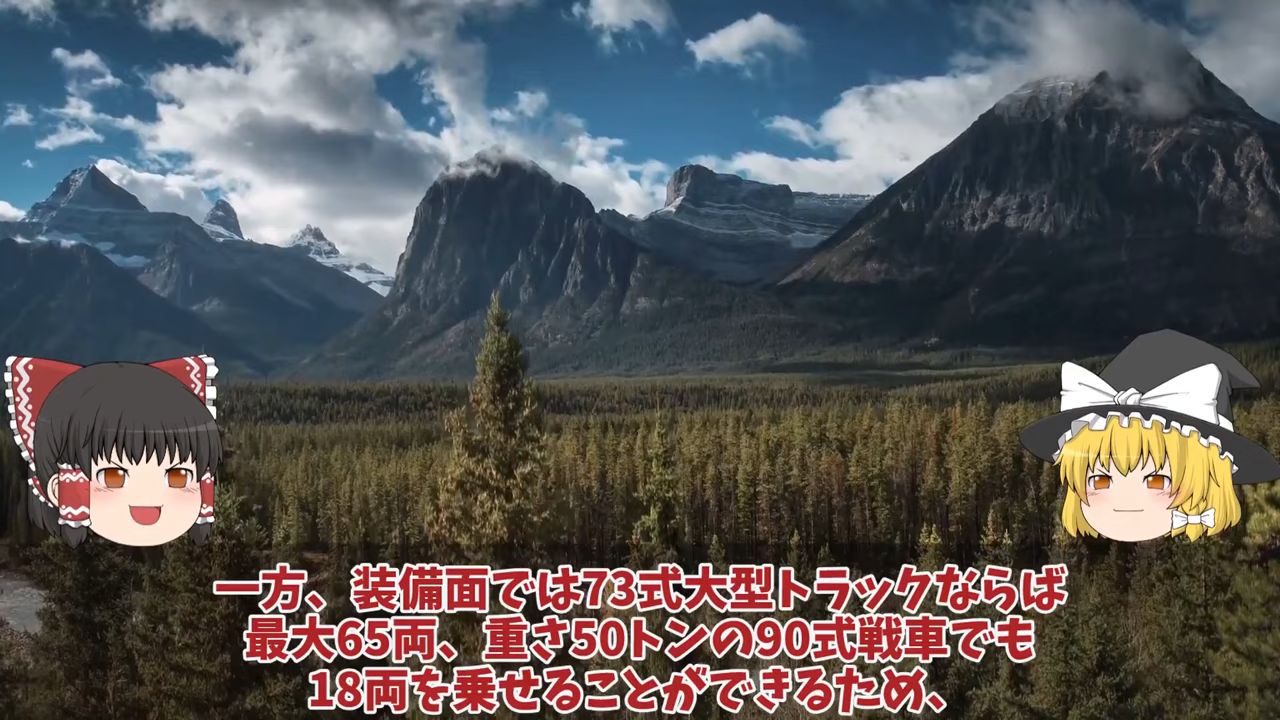 一方、装備面では73式大型トラックならば
最大65両、重さ50トンの90式戦車でも
18両を乗せることができるため、